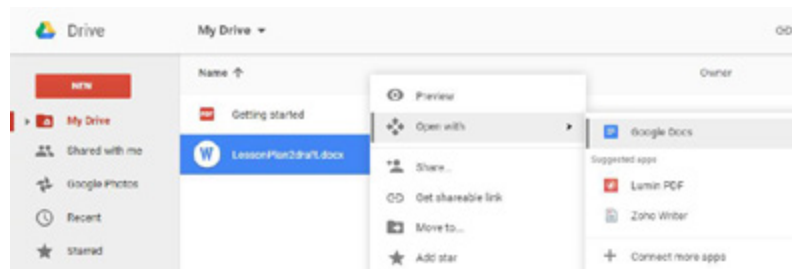 Drive
My Drive
NEW
My Drive
Shared with me
Google Photos
Recent
Starred
Name
Owner
Getting started
LessonPlan2draft.docx
Preview
Open with
Share...
Get shareable link
Move to...
Add star
Google Docs
Suggested apps
Lumin PDF
Zoho Writer
Connect more apps